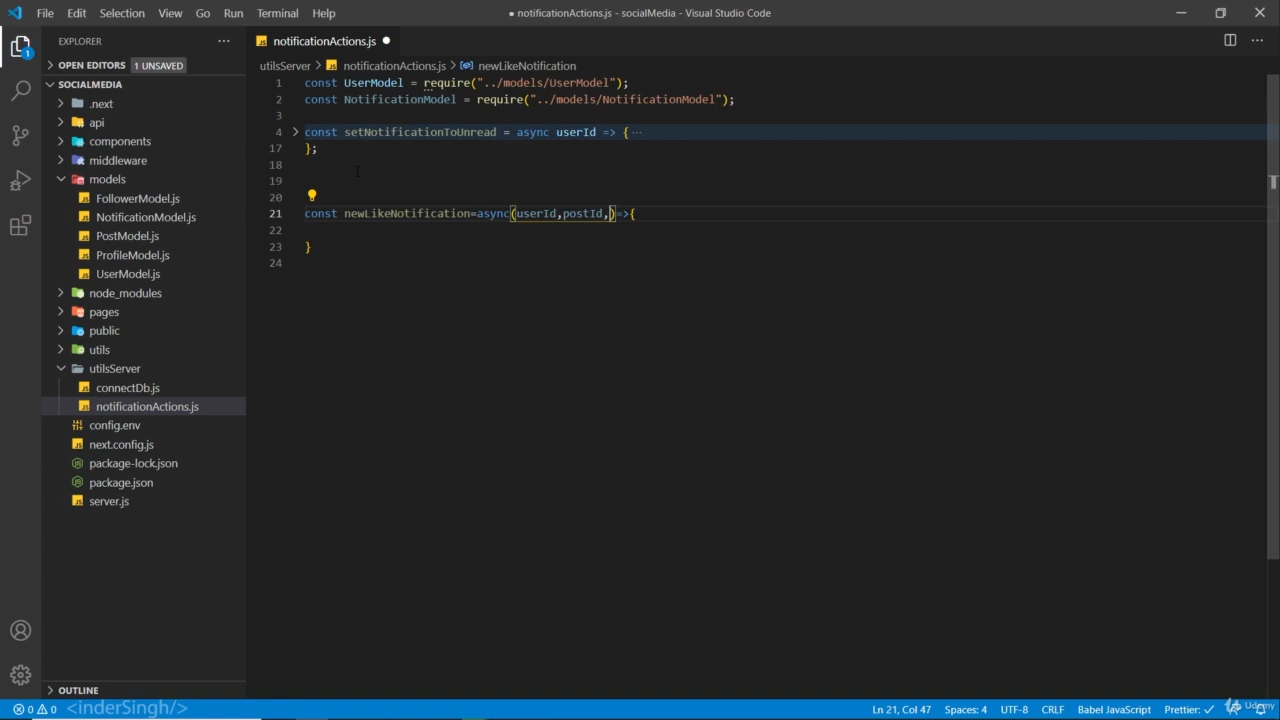 File Edit Selection View Go Run Terminal Help
● notificationActions.js - socialMedia - Visual Studio Code
EXPLORER ···
OPEN EDITORS 1 UNSAVED
SOCIALMEDIA
.next
api
components
middleware
models
FollowerModel.js
NotificationModel.js
PostModel.js
ProfileModel.js
UserModel.js
node_modules
pages
public
utils
utilsServer
connectDb.js
notificationActions.js
config.env
next.config.js
package-lock.json
package.json
server.js
OUTLINE
1
JS notificationActions.js ●
utilsServer > JS notificationActions.js > newLikeNotification
1 const UserModel = require("../models/UserModel");
2 const NotificationModel = require("../models/NotificationModel");
3
4 const setNotificationToUnread = async userId => { ···
17 };
18
19
20
21 const newLikeNotification=async(userId,postId,)=>{
22
23 }
24
0 0 <inderSingh/>
Ln 21, Col 47 Spaces: 4 UTF-8 CRLF Babel JavaScript Prettier: ✓
Udemy